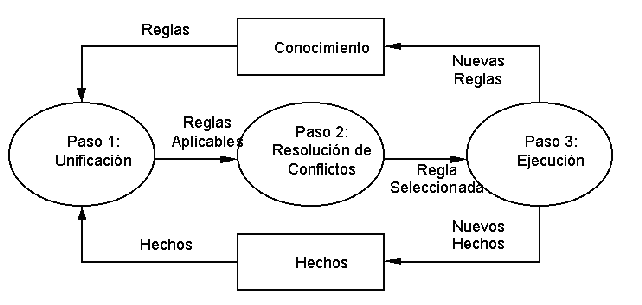 Reglas
Conocimiento
Nuevas
Reglas
Paso 1:
Unificación
Reglas
Aplicables
Paso 2:
Resolución de
Conflictos
Regla
Seleccionada
Paso 3:
Ejecución
Hechos
Hechos
Nuevos
Hechos